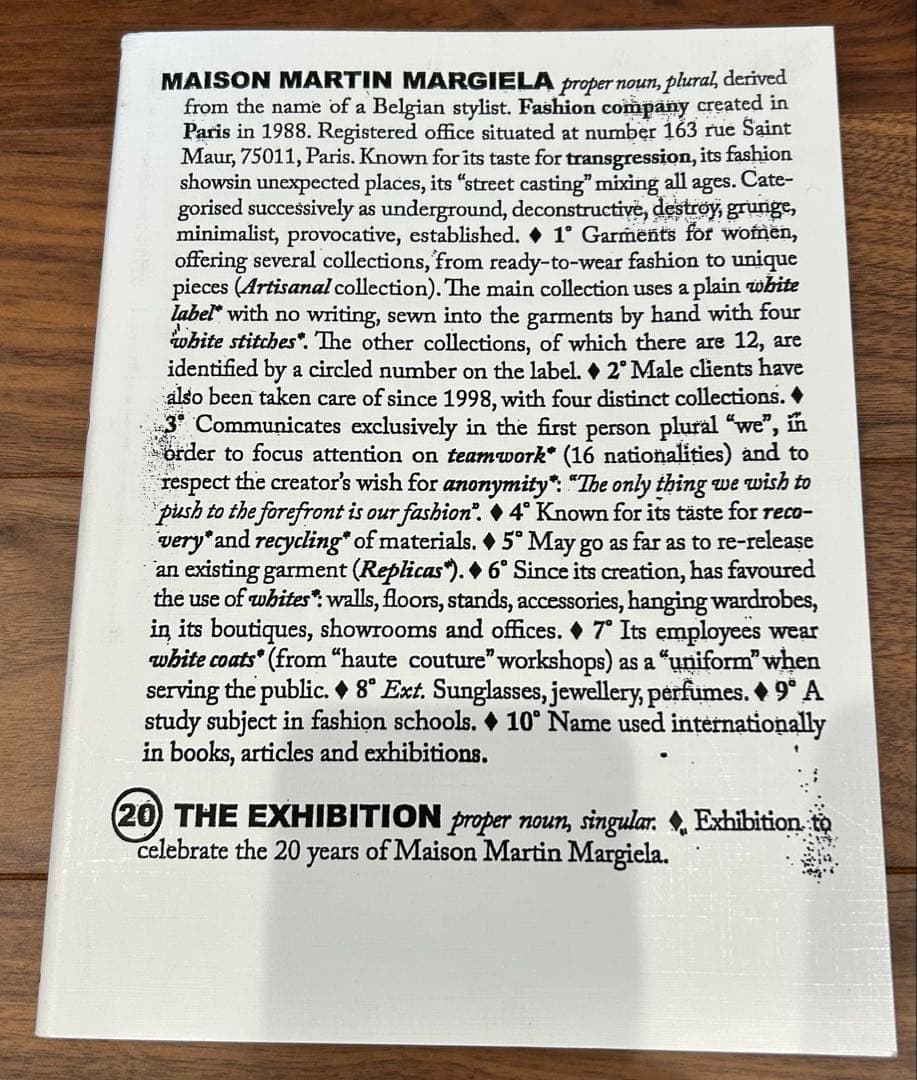 MAISON MARTIN MARGIELA proper noun, plural, derived
from the name of a Belgian stylist. Fashion company created in
Paris in 1988. Registered office situated at number 163 rue Saint
Maur, 75011, Paris. Known for its taste for transgression, its fashion
showsin unexpected places, its “street casting” mixing all ages. Cate-
gorised successively as underground, deconstructive, destroy, grunge,
minimalist, provocative, established. ♦ 1° Garments for women,
offering several collections, from ready-to-wear fashion to unique
pieces (Artisanal collection). The main collection uses a plain white
label* with no writing, sewn into the garments by hand with four
white stitches*. The other collections, of which there are 12, are
identified by a circled number on the label. ♦ 2° Male clients have
also been taken care of since 1998, with four distinct collections. ♦
3° Communicates exclusively in the first person plural “we”, in
order to focus attention on teamwork* (16 nationalities) and to
respect the creator’s wish for anonymity*: “The only thing we wish to
push to the forefront is our fashion”. ♦ 4° Known for its taste for reco-
very* and recycling* of materials. ♦ 5° May go as far as to re-release
an existing garment (Replicas*). ♦ 6° Since its creation, has favoured
the use of whites*: walls, floors, stands, accessories, hanging wardrobes,
in its boutiques, showrooms and offices. ♦ 7° Its employees wear
white coats* (from “haute couture” workshops) as a “uniform” when
serving the public. ♦ 8° Ext. Sunglasses, jewellery, perfumes. ♦ 9° A
study subject in fashion schools. ♦ 10° Name used internationally
in books, articles and exhibitions.
20 THE EXHIBITION proper noun, singular. ♦ Exhibition to
celebrate the 20 years of Maison Martin Margiela.